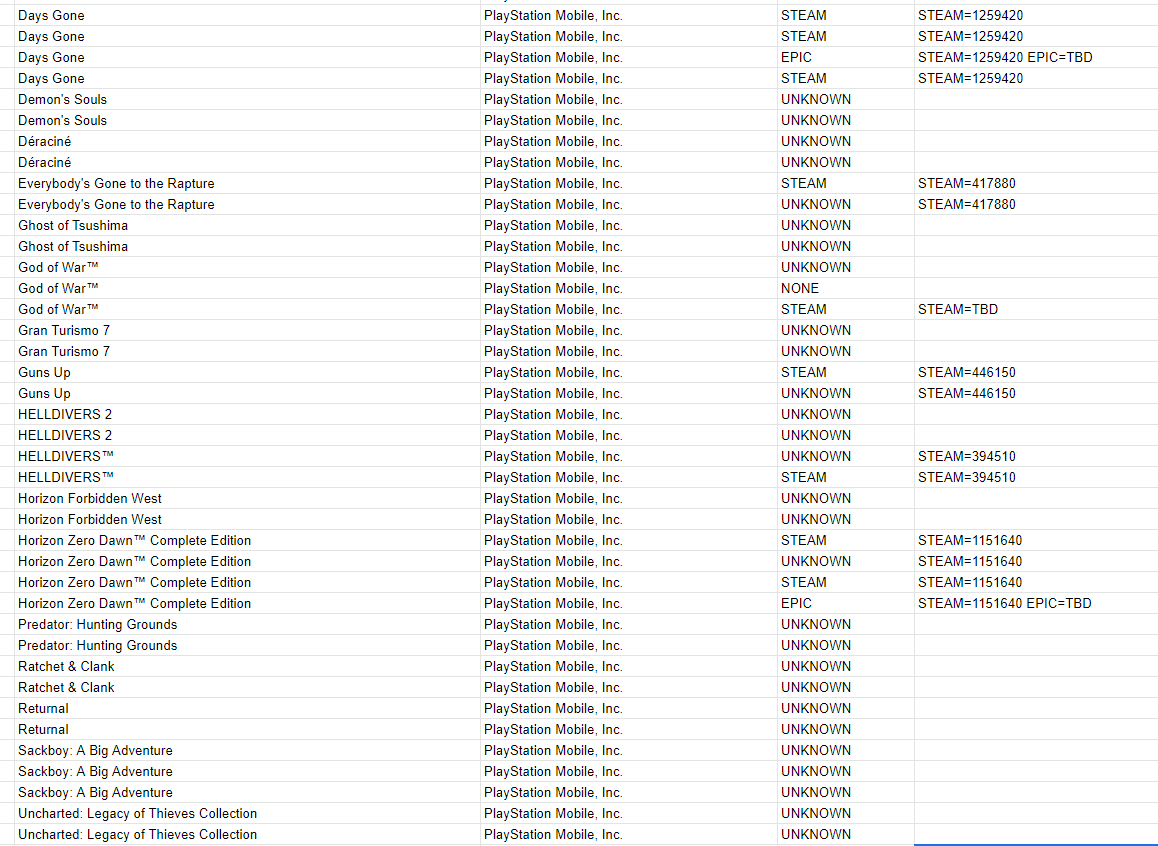 Days Gone PlayStation Mobile, Inc. STEAM STEAM=1259420
Days Gone PlayStation Mobile, Inc. STEAM STEAM=1259420
Days Gone PlayStation Mobile, Inc. EPIC STEAM=1259420 EPIC=TBD
Days Gone PlayStation Mobile, Inc. STEAM STEAM=1259420
Demon's Souls PlayStation Mobile, Inc. UNKNOWN
Demon's Souls PlayStation Mobile, Inc. UNKNOWN
Déraciné PlayStation Mobile, Inc. UNKNOWN
Déraciné PlayStation Mobile, Inc. UNKNOWN
Everybody's Gone to the Rapture PlayStation Mobile, Inc. STEAM STEAM=417880
Everybody's Gone to the Rapture PlayStation Mobile, Inc. UNKNOWN STEAM=417880
Ghost of Tsushima PlayStation Mobile, Inc. UNKNOWN
Ghost of Tsushima PlayStation Mobile, Inc. UNKNOWN
God of War™ PlayStation Mobile, Inc. UNKNOWN
God of War™ PlayStation Mobile, Inc. NONE
God of War™ PlayStation Mobile, Inc. STEAM STEAM=TBD
Gran Turismo 7 PlayStation Mobile, Inc. UNKNOWN
Gran Turismo 7 PlayStation Mobile, Inc. UNKNOWN
Guns Up PlayStation Mobile, Inc. STEAM STEAM=446150
Guns Up PlayStation Mobile, Inc. UNKNOWN STEAM=446150
HELLDIVERS 2 PlayStation Mobile, Inc. UNKNOWN
HELLDIVERS 2 PlayStation Mobile, Inc. UNKNOWN
HELLDIVERS™ PlayStation Mobile, Inc. UNKNOWN STEAM=394510
HELLDIVERS™ PlayStation Mobile, Inc. STEAM STEAM=394510
Horizon Forbidden West PlayStation Mobile, Inc. UNKNOWN
Horizon Forbidden West PlayStation Mobile, Inc. UNKNOWN
Horizon Zero Dawn™ Complete Edition PlayStation Mobile, Inc. STEAM STEAM=1151640
Horizon Zero Dawn™ Complete Edition PlayStation Mobile, Inc. UNKNOWN STEAM=1151640
Horizon Zero Dawn™ Complete Edition PlayStation Mobile, Inc. STEAM STEAM=1151640
Horizon Zero Dawn™ Complete Edition PlayStation Mobile, Inc. EPIC STEAM=1151640 EPIC=TBD
Predator: Hunting Grounds PlayStation Mobile, Inc. UNKNOWN
Predator: Hunting Grounds PlayStation Mobile, Inc. UNKNOWN
Ratchet & Clank PlayStation Mobile, Inc. UNKNOWN
Ratchet & Clank PlayStation Mobile, Inc. UNKNOWN
Returnal PlayStation Mobile, Inc. UNKNOWN
Returnal PlayStation Mobile, Inc. UNKNOWN
Sackboy: A Big Adventure PlayStation Mobile, Inc. UNKNOWN
Sackboy: A Big Adventure PlayStation Mobile, Inc. UNKNOWN
Sackboy: A Big Adventure PlayStation Mobile, Inc. UNKNOWN
Uncharted: Legacy of Thieves Collection PlayStation Mobile, Inc. UNKNOWN
Uncharted: Legacy of Thieves Collection PlayStation Mobile, Inc. UNKNOWN